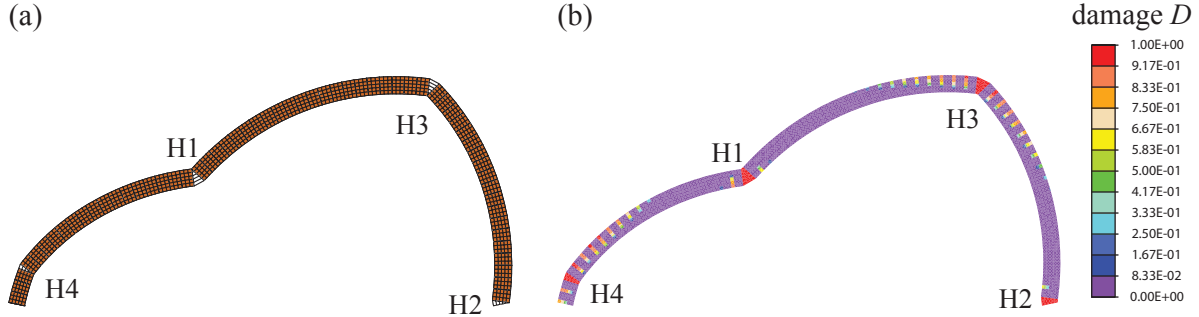 (a)
H1
H3
H4
H2
(b)
H1
H3
H4
H2
damage D
1.00E+00
9.17E-01
8.33E-01
7.50E-01
6.67E-01
5.83E-01
5.00E-01
4.17E-01
3.33E-01
2.50E-01
1.67E-01
8.33E-02
0.00E+00